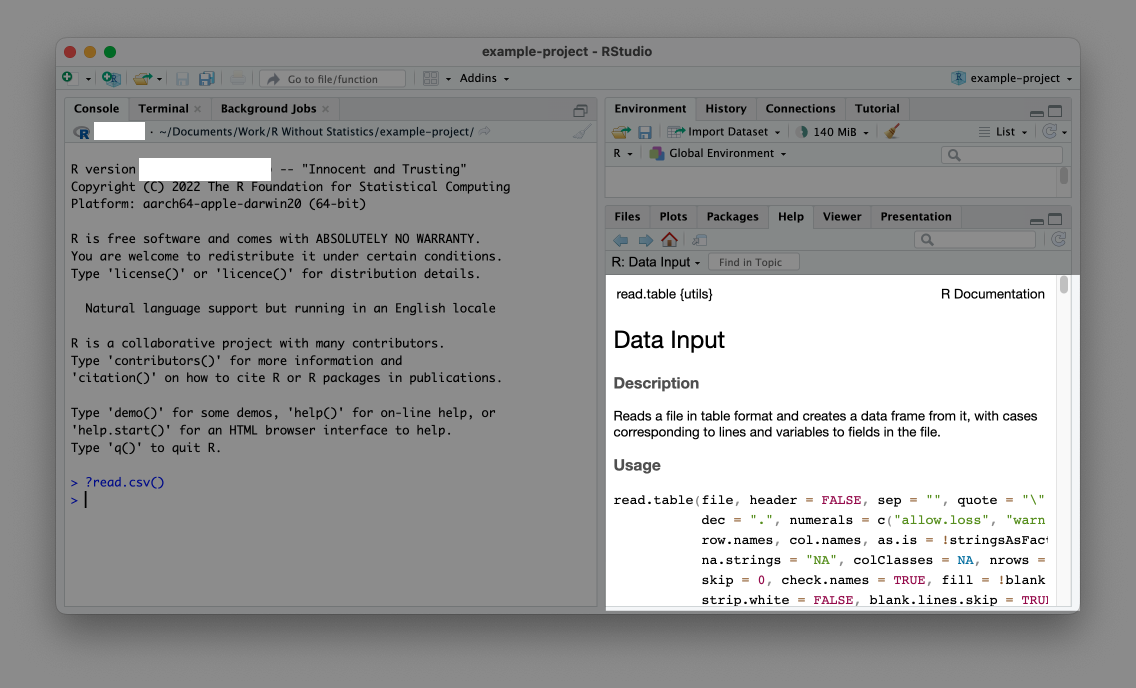 example-project - RStudio
Go to file/function
Addins
example-project
Console
Terminal
Background Jobs
· ~/Documents/Work/R Without Statistics/example-project/
R version -- "Innocent and Trusting"
Copyright (C) 2022 The R Foundation for Statistical Computing
Platform: aarch64-apple-darwin20 (64-bit)
R is free software and comes with ABSOLUTELY NO WARRANTY.
You are welcome to redistribute it under certain conditions.
Type 'license()' or 'licence()' for distribution details.
Natural language support but running in an English locale
R is a collaborative project with many contributors.
Type 'contributors()' for more information and
'citation()' on how to cite R or R packages in publications.
Type 'demo()' for some demos, 'help()' for on-line help, or
'help.start()' for an HTML browser interface to help.
Type 'q()' to quit R.
> ?read.csv()
>
Environment
History
Connections
Tutorial
Import Dataset
140 MiB
List
R
Global Environment
Files
Plots
Packages
Help
Viewer
Presentation
R: Data Input
Find in Topic
read.table {utils}
R Documentation
Data Input
Description
Reads a file in table format and creates a data frame from it, with cases
corresponding to lines and variables to fields in the file.
Usage
read.table(file, header = FALSE, sep = "", quote = "\"
dec = ".", numerals = c("allow.loss", "warn
row.names, col.names, as.is = !stringsAsFact
na.strings = "NA", colClasses = NA, nrows =
skip = 0, check.names = TRUE, fill = !blank
strip.white = FALSE, blank.lines.skip = TRUE